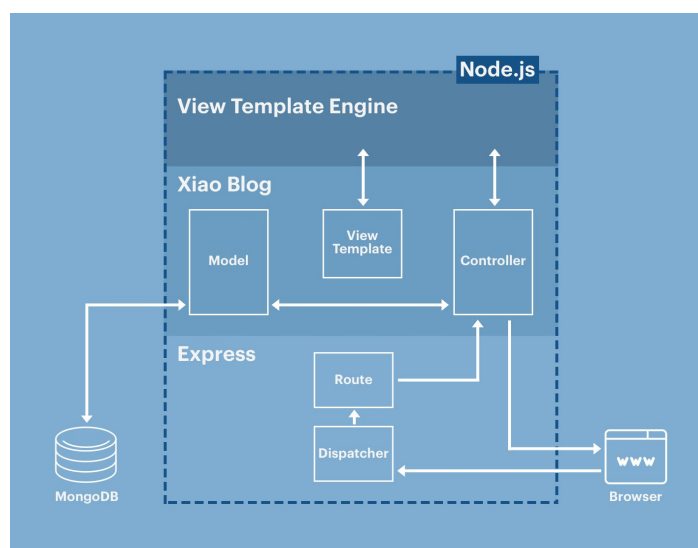 Node.js
View Template Engine
Xiao Blog
View
Template
Model
Controller
Express
Route
Dispatcher
www
MongoDB
Browser